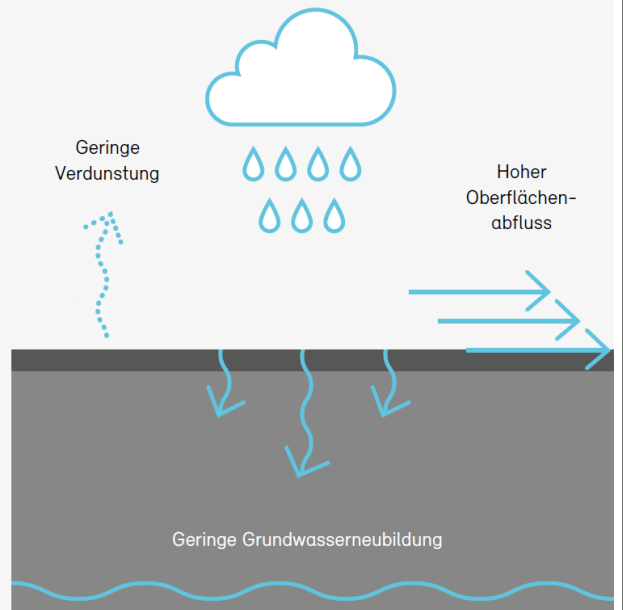 Geringe
Verdunstung
Hoher
Oberflächen-
abfluss
Geringe Grundwasserneubildung